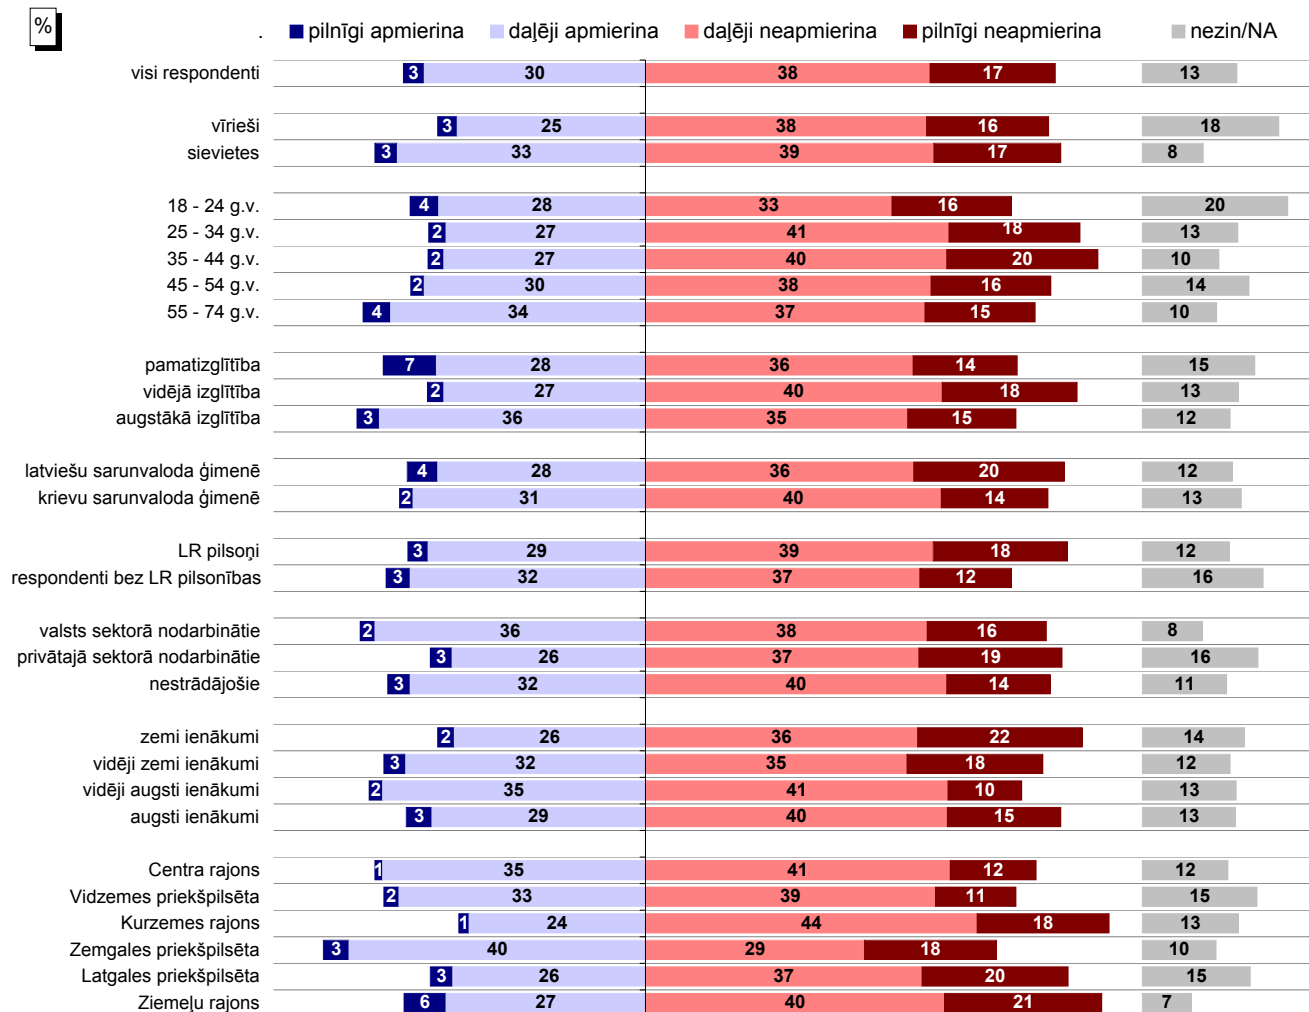 %
. pilnīgi apmierina daļēji apmierina daļēji neapmierina pilnīgi neapmierina nezin/NA
visi respondenti 3 30 38 17 13
vīrieši 3 25 38 16 18
sievietes 3 33 39 17 8
18 - 24 g.v. 4 28 33 16 20
25 - 34 g.v. 2 27 41 18 13
35 - 44 g.v. 2 27 40 20 10
45 - 54 g.v. 2 30 38 16 14
55 - 74 g.v. 4 34 37 15 10
pamatizglītība 7 28 36 14 15
vidējā izglītība 2 27 40 18 13
augstākā izglītība 3 36 35 15 12
latviešu sarunvaloda ģimenē 4 28 36 20 12
krievu sarunvaloda ģimenē 2 31 40 14 13
LR pilsoņi 3 29 39 18 12
respondenti bez LR pilsonības 3 32 37 12 16
valsts sektorā nodarbinātie 2 36 38 16 8
privātajā sektorā nodarbinātie 3 26 37 19 16
nestrādājošie 3 32 40 14 11
zemi ienākumi 2 26 36 22 14
vidēji zemi ienākumi 3 32 35 18 12
vidēji augsti ienākumi 2 35 41 10 13
augsti ienākumi 3 29 40 15 13
Centra rajons 1 35 41 12 12
Vidzemes priekšpilsēta 2 33 39 11 15
Kurzemes rajons 1 24 44 18 13
Zemgales priekšpilsēta 3 40 29 18 10
Latgales priekšpilsēta 3 26 37 20 15
Ziemeļu rajons 6 27 40 21 7